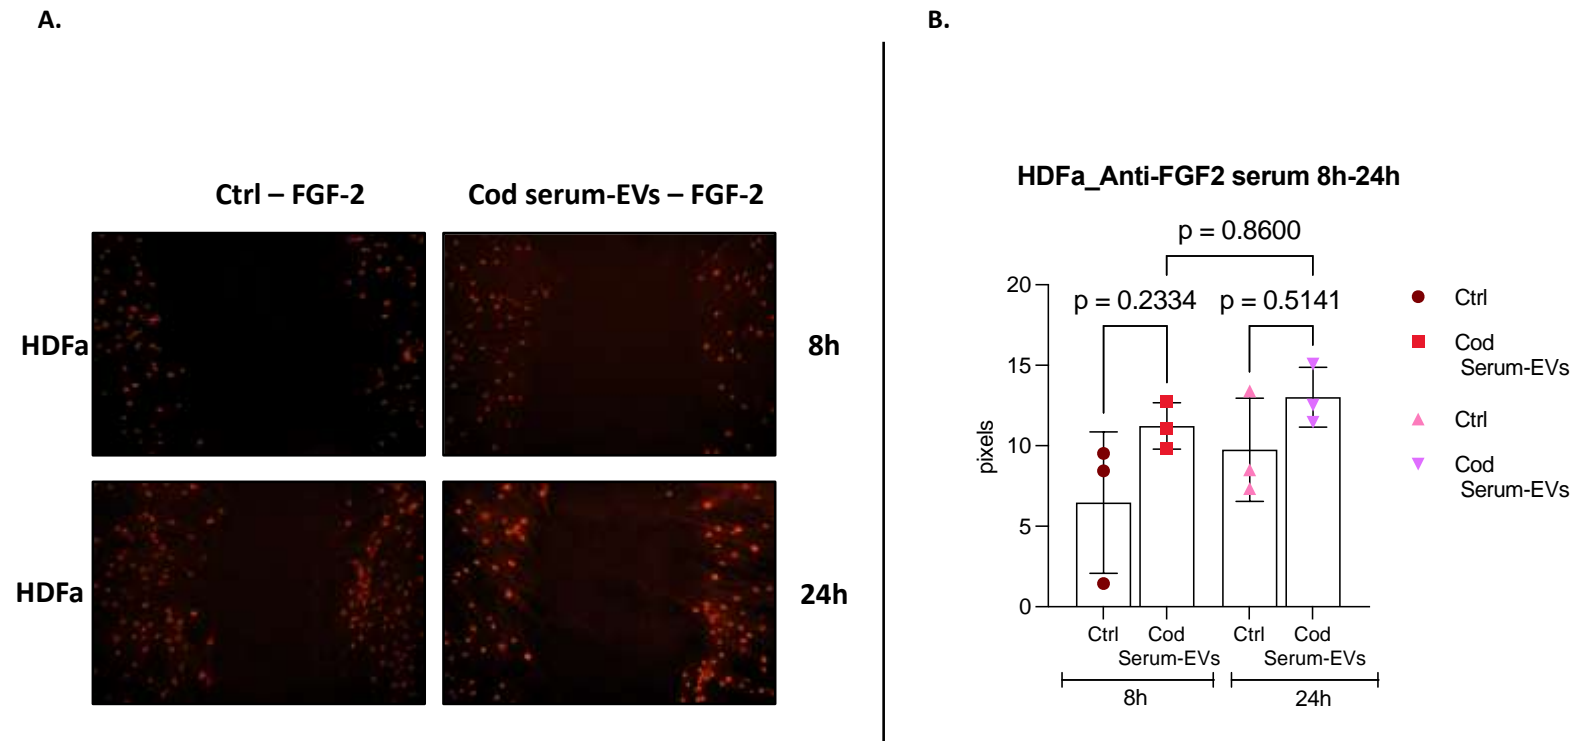 A.
B.
Ctrl – FGF-2
Cod serum-EVs – FGF-2
HDFa
8h
HDFa
24h
HDFa_Anti-FGF2 serum 8h-24h
p = 0.8600
p = 0.2334
p = 0.5141
20
15
10
5
0
pixels
Ctrl
Cod
Serum-EVs
Ctrl
Cod
Serum-EVs
8h
24h
Ctrl
Cod
Serum-EVs
Ctrl
Cod
Serum-EVs